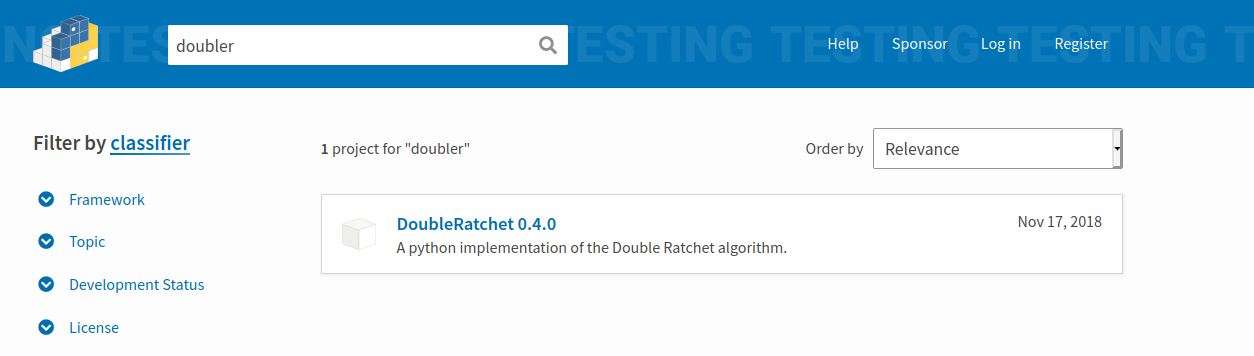 doubler
Help Sponsor Log in Register
TESTING TESTING TESTING
Filter by classifier
1 project for "doubler"
Order by Relevance
Framework
DoubleRatchet 0.4.0
Nov 17, 2018
A python implementation of the Double Ratchet algorithm.
Topic
Development Status
License